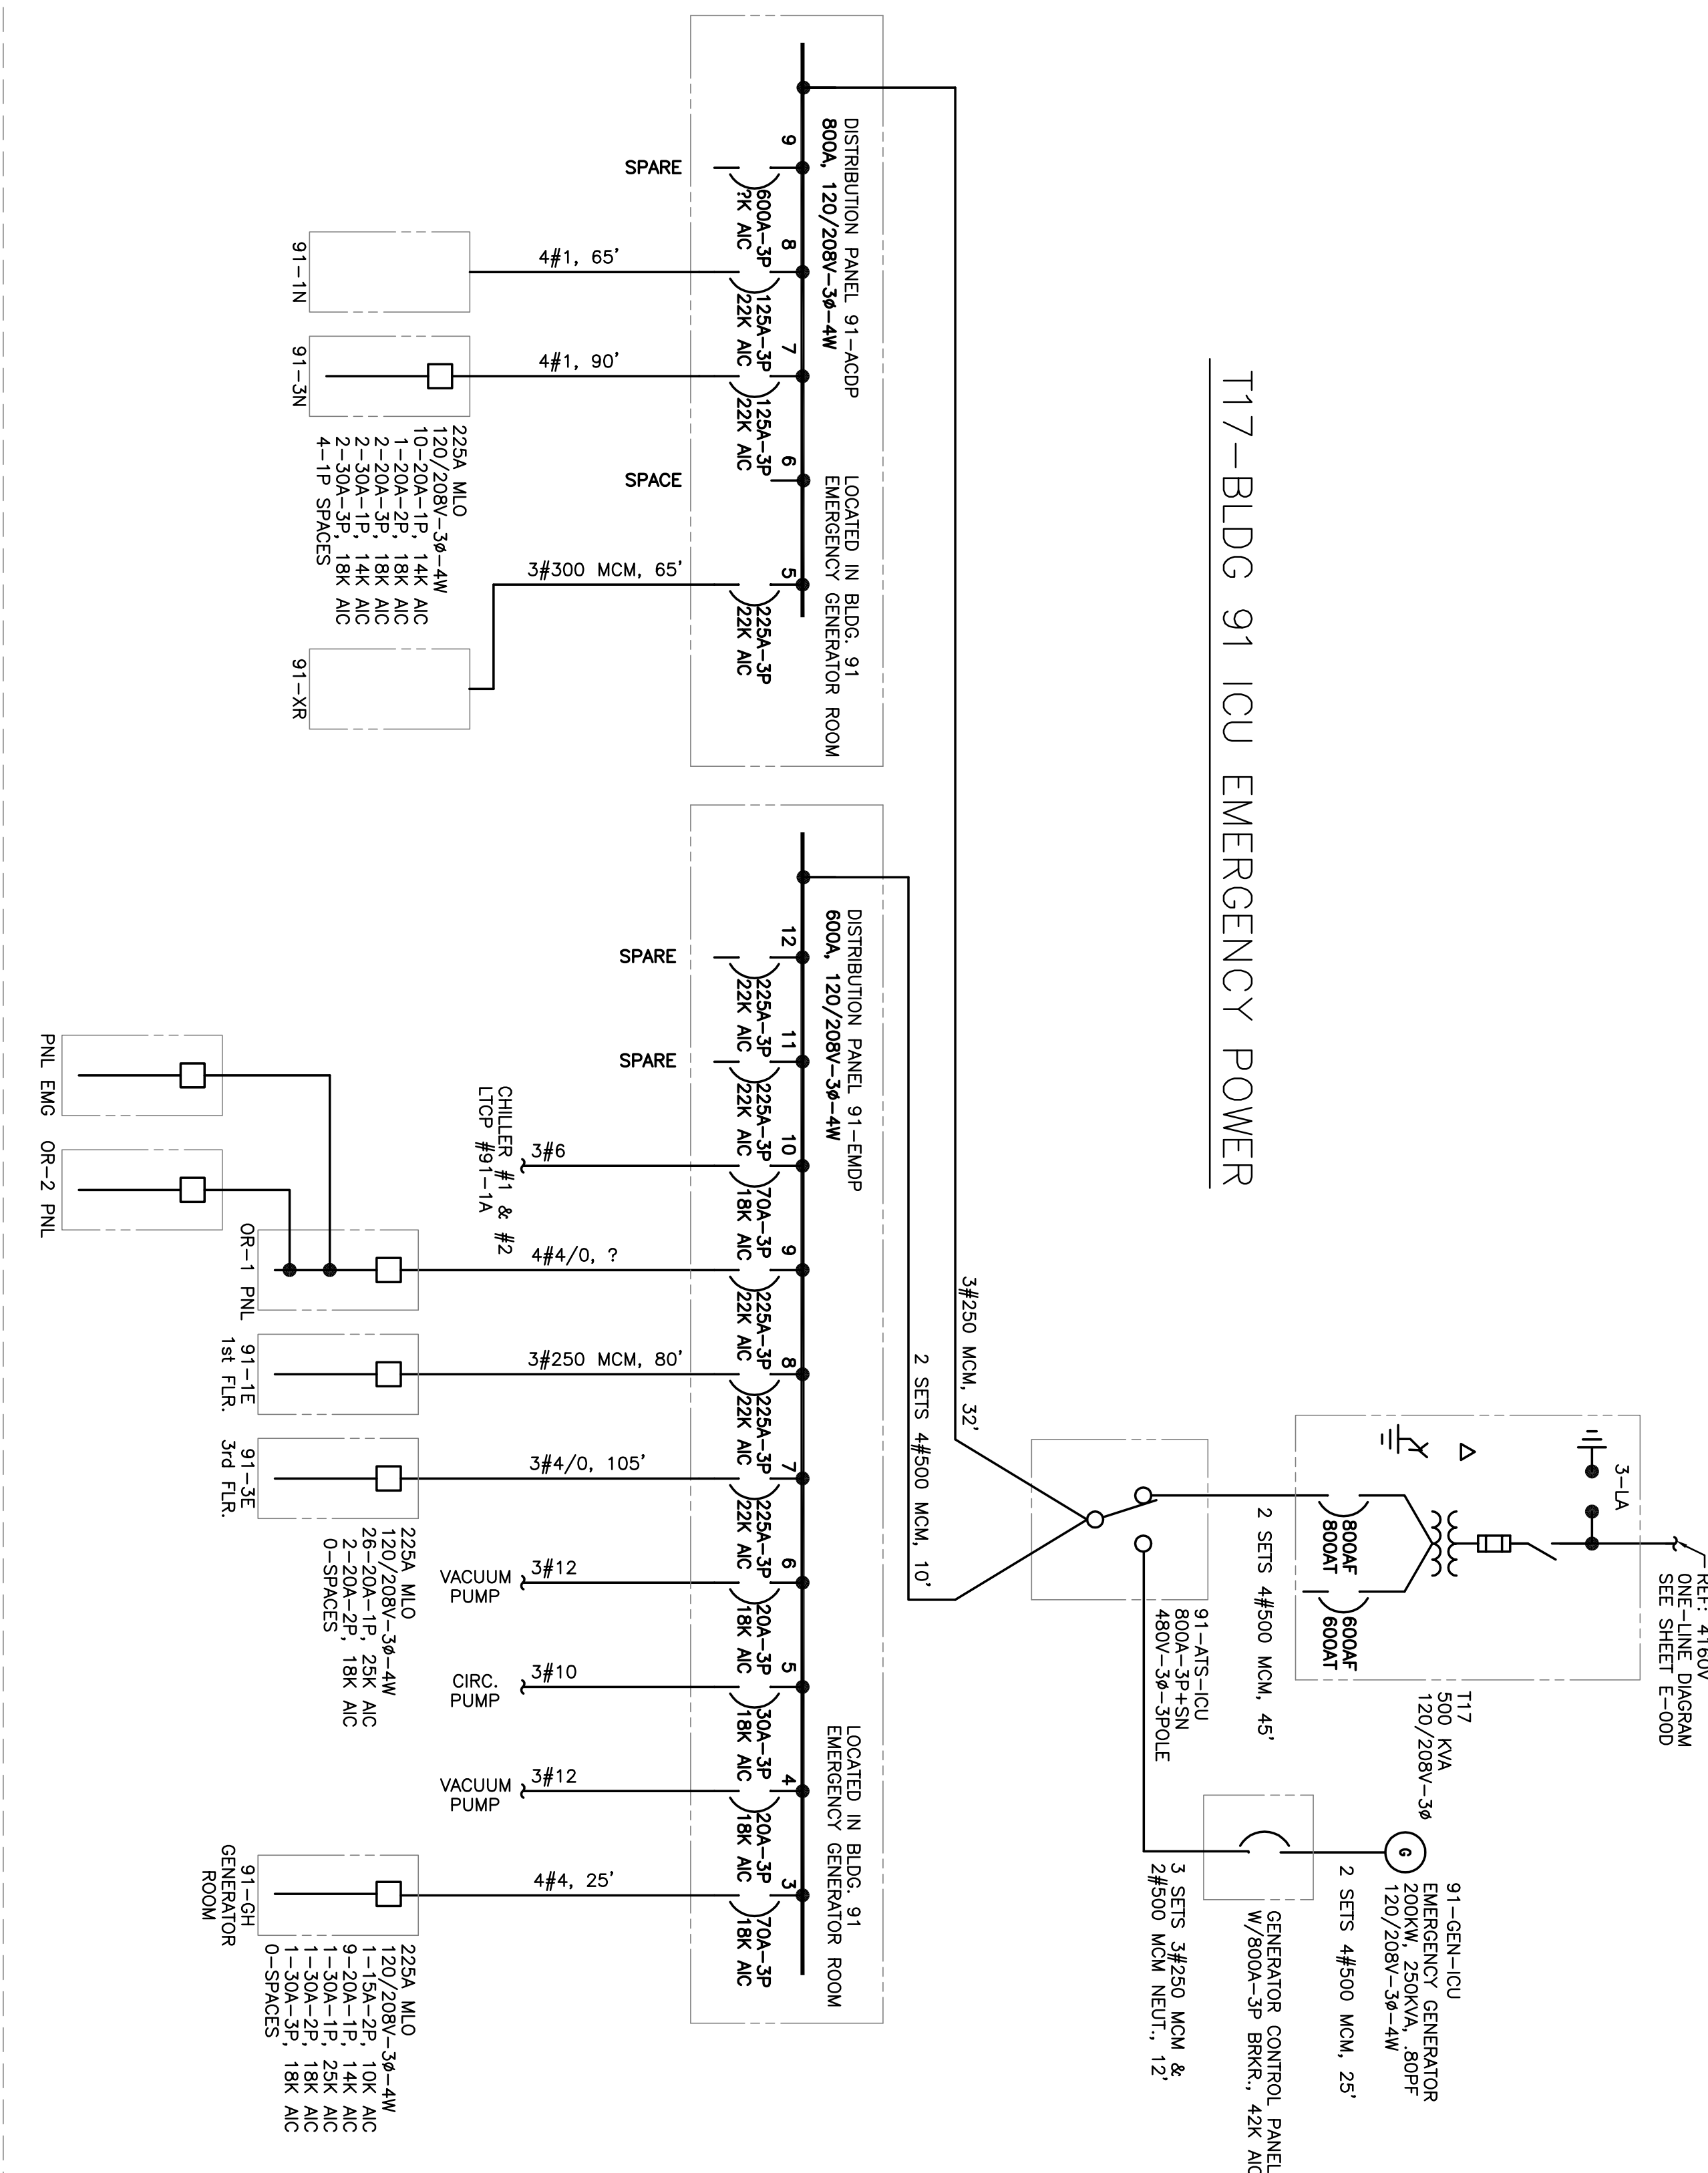 T17-BLDG 91 ICU EMERGENCY POWER
REF: 4160V
ONE-LINE DIAGRAM
SEE SHEET E-00D
3-LA
Δ
T17
500 KVA
120/208V-3ø
800AF
800AT
600AF
600AT
2 SETS 4#500 MCM, 45'
91-GEN-ICU
EMERGENCY GENERATOR
200KW, 250KVA, .80PF
120/208V-3ø-4W
G
2 SETS 4#500 MCM, 25'
GENERATOR CONTROL PANEL
W/800A-3P BRKR., 42K AIC
3 SETS 3#250 MCM &
2#500 MCM NEUT., 12'
91-ATS-ICU
800A-3P+SN
480V-3ø-3POLE
3#250 MCM, 32'
2 SETS 4#500 MCM, 10'
DISTRIBUTION PANEL 91-ACDP
800A, 120/208V-3ø-4W
LOCATED IN BLDG. 91
EMERGENCY GENERATOR ROOM
9
600A-3P
?K AIC
SPARE
8
125A-3P
22K AIC
4#1, 65'
91-1N
7
125A-3P
22K AIC
4#1, 90'
91-3N
225A MLO
120/208V-3ø-4W
10-20A-1P, 14K AIC
1-20A-2P, 18K AIC
2-20A-3P, 18K AIC
2-30A-1P, 14K AIC
2-30A-3P, 18K AIC
4-1P SPACES
6
SPACE
5
225A-3P
22K AIC
3#300 MCM, 65'
91-XR
DISTRIBUTION PANEL 91-EMDP
600A, 120/208V-3ø-4W
LOCATED IN BLDG. 91
EMERGENCY GENERATOR ROOM
12
225A-3P
22K AIC
SPARE
11
225A-3P
22K AIC
SPARE
10
70A-3P
18K AIC
3#6
CHILLER #1 & #2
LTCP #91-1A
9
225A-3P
22K AIC
4#4/0, ?
OR-1 PNL
PNL EMG
OR-2 PNL
8
225A-3P
22K AIC
3#250 MCM, 80'
91-1E
1st FLR.
7
225A-3P
22K AIC
3#4/0, 105'
91-3E
3rd FLR.
225A MLO
120/208V-3ø-4W
26-20A-1P, 25K AIC
2-20A-2P, 18K AIC
0-SPACES
6
20A-3P
18K AIC
3#12
VACUUM
PUMP
5
30A-3P
18K AIC
3#10
CIRC.
PUMP
4
20A-3P
18K AIC
3#12
VACUUM
PUMP
3
70A-3P
18K AIC
4#4, 25'
91-GH
GENERATOR
ROOM
225A MLO
120/208V-3ø-4W
1-15A-2P, 10K AIC
9-20A-1P, 14K AIC
1-30A-1P, 25K AIC
1-30A-2P, 18K AIC
1-30A-3P, 18K AIC
0-SPACES